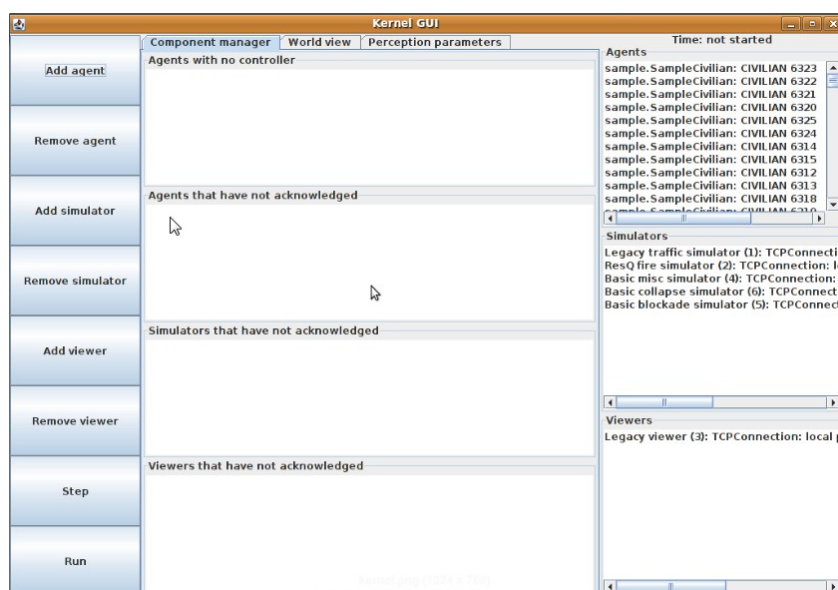 Kernel GUI
Component manager World view Perception parameters
Time: not started
Add agent
Remove agent
Add simulator
Remove simulator
Add viewer
Remove viewer
Step
Run
Agents with no controller
Agents that have not acknowledged
Simulators that have not acknowledged
Viewers that have not acknowledged
Agents
sample.SampleCivilian: CIVILIAN 6323
sample.SampleCivilian: CIVILIAN 6322
sample.SampleCivilian: CIVILIAN 6321
sample.SampleCivilian: CIVILIAN 6320
sample.SampleCivilian: CIVILIAN 6325
sample.SampleCivilian: CIVILIAN 6324
sample.SampleCivilian: CIVILIAN 6314
sample.SampleCivilian: CIVILIAN 6315
sample.SampleCivilian: CIVILIAN 6312
sample.SampleCivilian: CIVILIAN 6313
sample.SampleCivilian: CIVILIAN 6318
sample.SampleCivilian: CIVILIAN
Simulators
Legacy traffic simulator (1): TCPConnecti
ResQ fire simulator (2): TCPConnection: l
Basic misc simulator (4): TCPConnection:
Basic collapse simulator (6): TCPConnect
Basic blockade simulator (5): TCPConnect
Viewers
Legacy viewer (3): TCPConnection: local